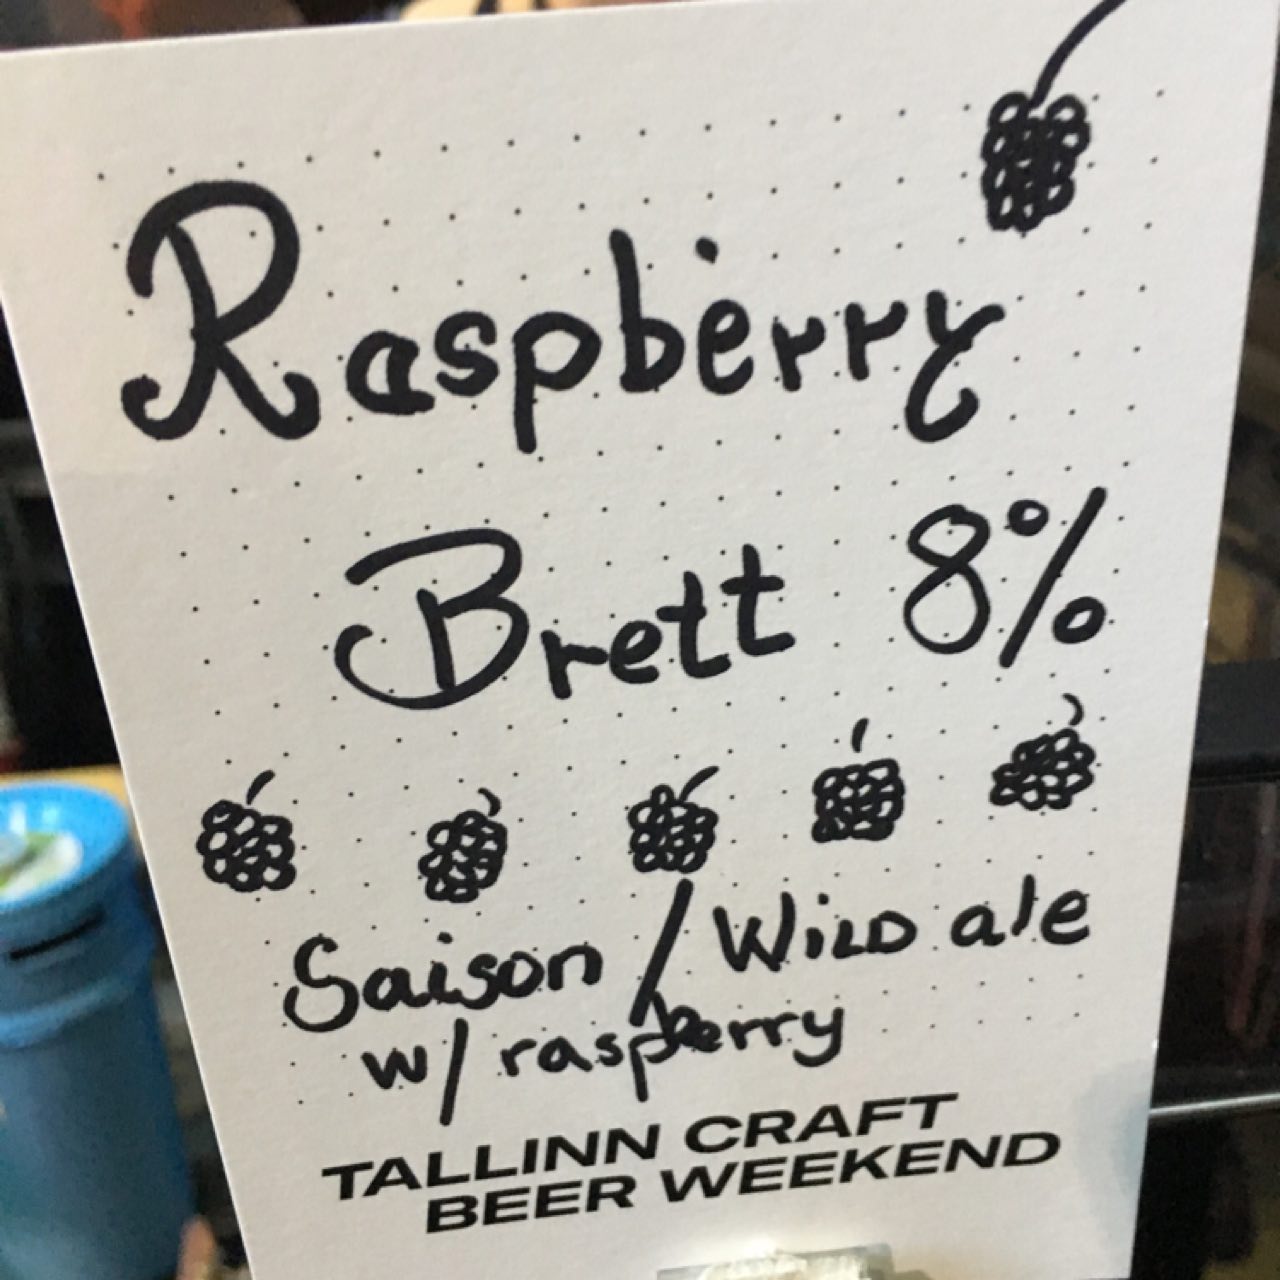 Raspberry
Brett 8%
Saison / Wild ale
w/ raspberry
TALLINN CRAFT
BEER WEEKEND